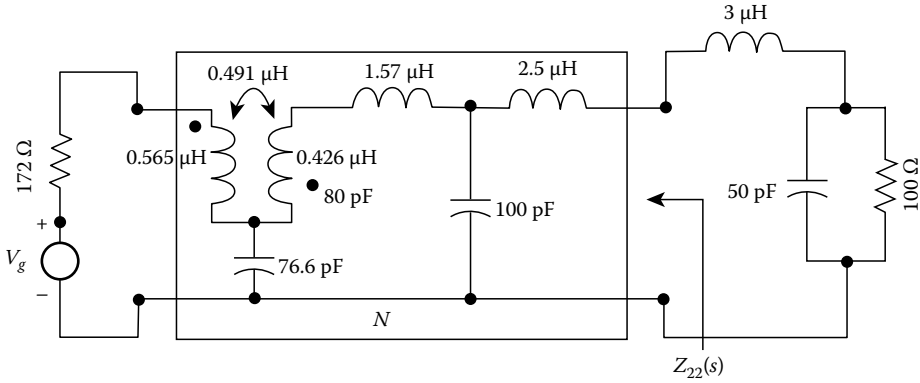 3 µH
0.491 µH
1.57 µH
2.5 µH
172 Ω
0.565 µH
0.426 µH
80 pF
100 pF
50 pF
100 Ω
+
V_g
−
76.6 pF
N
Z_22(s)